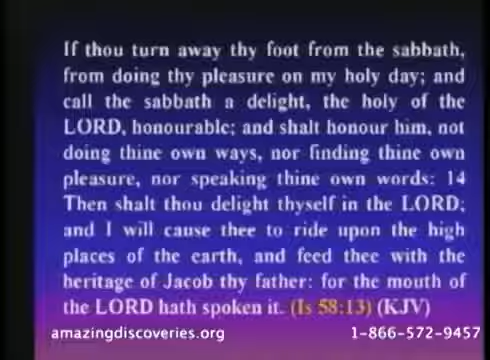 If thou turn away thy foot from the sabbath,
from doing thy pleasure on my holy day; and
call the sabbath a delight, the holy of the
LORD, honourable; and shalt honour him, not
doing thine own ways, nor finding thine own
pleasure, nor speaking thine own words: 14
Then shalt thou delight thyself in the LORD;
and I will cause thee to ride upon the high
places of the earth, and feed thee with the
heritage of Jacob thy father: for the mouth of
the LORD hath spoken it. (Is 58:13) (KJV)
amazingdiscoveries.org 1-866-572-9457